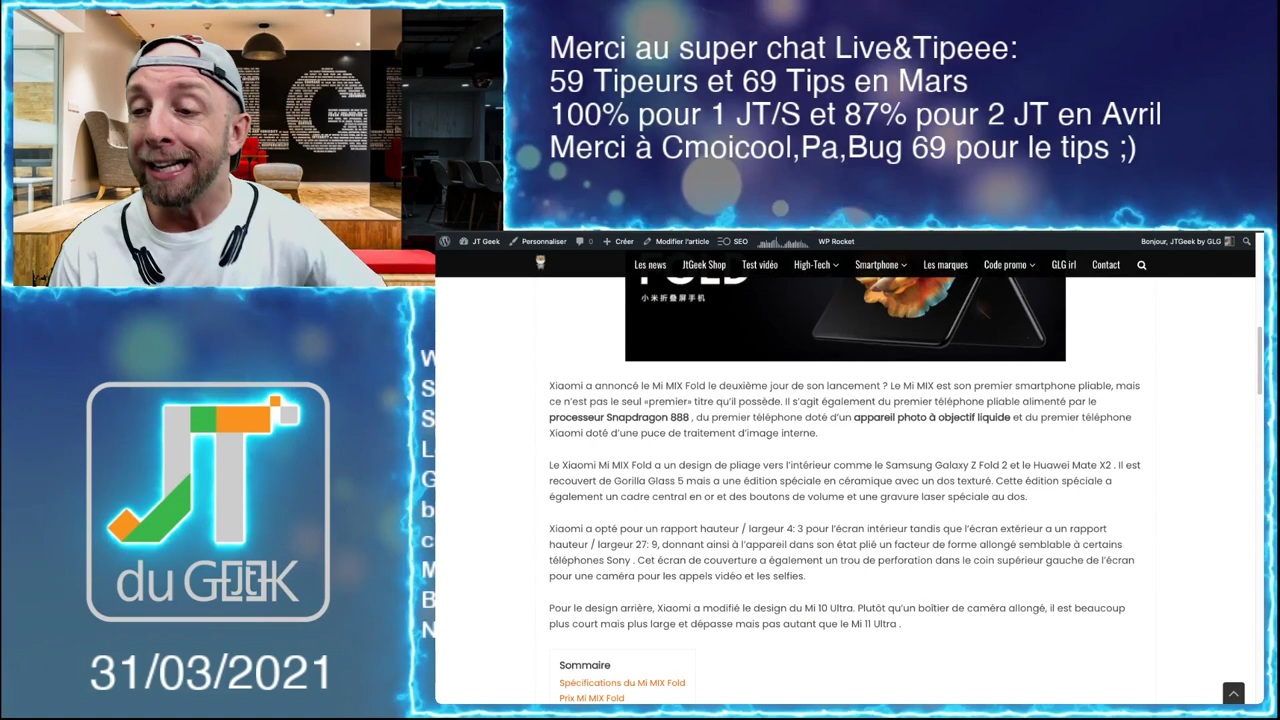 Merci au super chat Live&Tipeee:
59 Tipeurs et 69 Tips en Mars
100% pour 1 JT/S et 87% pour 2 JT en Avril
Merci à Cmoicool,Pa,Bug 69 pour le tips ;)
JT Geek
Personnaliser
0
Créer
Modifier l'article
SEO
WP Rocket
Bonjour, JTGeek by GLG
Les news
JtGeek Shop
Test vidéo
High-Tech
Smartphone
Les marques
Code promo
GLG irl
Contact
小米折叠屏手机
Xiaomi a annoncé le Mi MIX Fold le deuxième jour de son lancement ? Le Mi MIX est son premier smartphone pliable, mais
ce n'est pas le seul «premier» titre qu'il possède. Il s'agit également du premier téléphone pliable alimenté par le
processeur Snapdragon 888 , du premier téléphone doté d'un appareil photo à objectif liquide et du premier téléphone
Xiaomi doté d'une puce de traitement d'image interne.
Le Xiaomi Mi MIX Fold a un design de pliage vers l'intérieur comme le Samsung Galaxy Z Fold 2 et le Huawei Mate X2 . Il est
recouvert de Gorilla Glass 5 mais a une édition spéciale en céramique avec un dos texturé. Cette édition spéciale a
également un cadre central en or et des boutons de volume et une gravure laser spéciale au dos.
Xiaomi a opté pour un rapport hauteur / largeur 4: 3 pour l'écran intérieur tandis que l'écran extérieur a un rapport
hauteur / largeur 27: 9, donnant ainsi à l'appareil dans son état plié un facteur de forme allongé semblable à certains
téléphones Sony . Cet écran de couverture a également un trou de perforation dans le coin supérieur gauche de l'écran
pour une caméra pour les appels vidéo et les selfies.
Pour le design arrière, Xiaomi a modifié le design du Mi 10 Ultra. Plutôt qu'un boîtier de caméra allongé, il est beaucoup
plus court mais plus large et dépasse mais pas autant que le Mi 11 Ultra .
Sommaire
Spécifications du Mi MIX Fold
Prix Mi MIX Fold
JT
du GEEK
31/03/2021